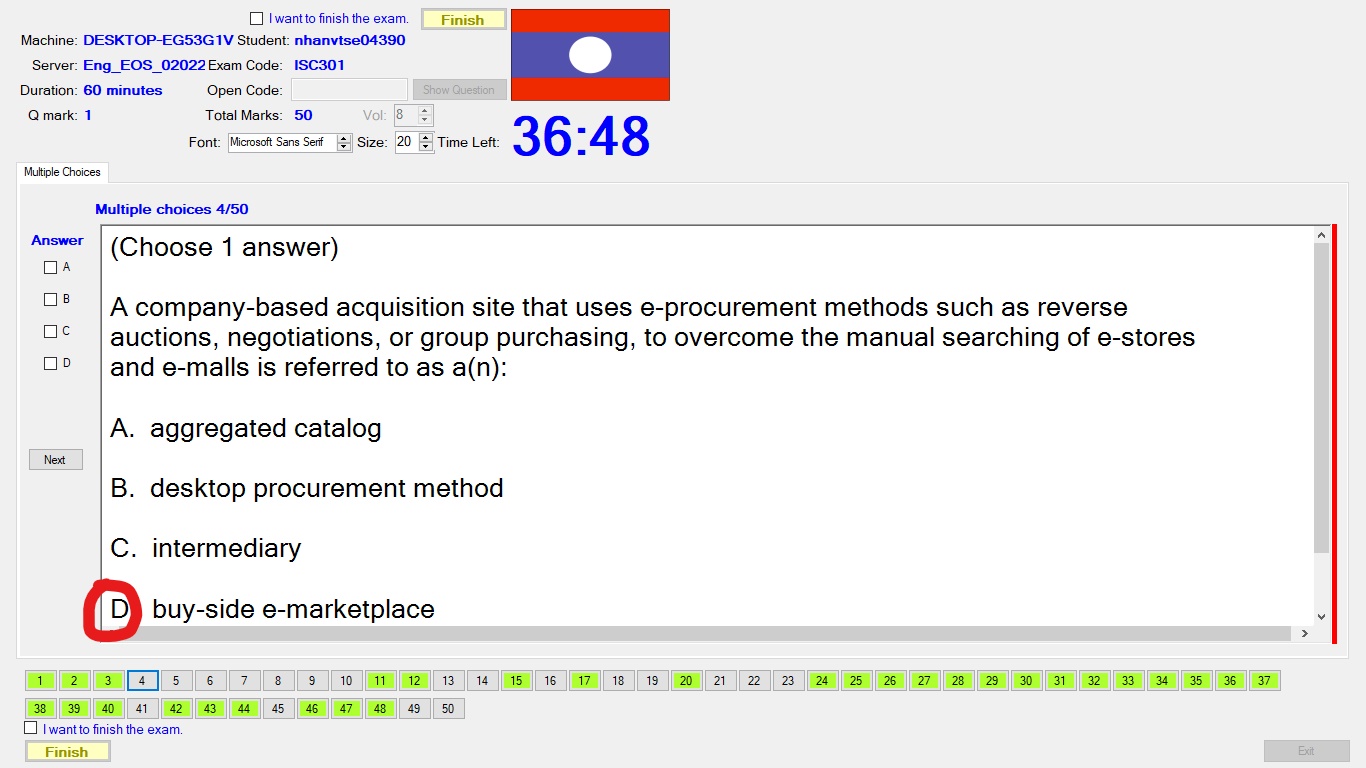 I want to finish the exam. Finish
Machine: DESKTOP-EG53G1V Student: nhanvtse04390
Server: Eng_EOS_02022 Exam Code: ISC301
Duration: 60 minutes Open Code: Show Question
Q mark: 1 Total Marks: 50 Vol: 8
Font: Microsoft Sans Serif Size: 20 Time Left: 36:48
Multiple Choices
Multiple choices 4/50
Answer
A
B
C
D
Next
(Choose 1 answer)
A company-based acquisition site that uses e-procurement methods such as reverse
auctions, negotiations, or group purchasing, to overcome the manual searching of e-stores
and e-malls is referred to as a(n):
A. aggregated catalog
B. desktop procurement method
C. intermediary
D buy-side e-marketplace
1 2 3 4 5 6 7 8 9 10 11 12 13 14 15 16 17 18 19 20 21 22 23 24 25 26 27 28 29 30 31 32 33 34 35 36 37
38 39 40 41 42 43 44 45 46 47 48 49 50
I want to finish the exam.
Finish Exit